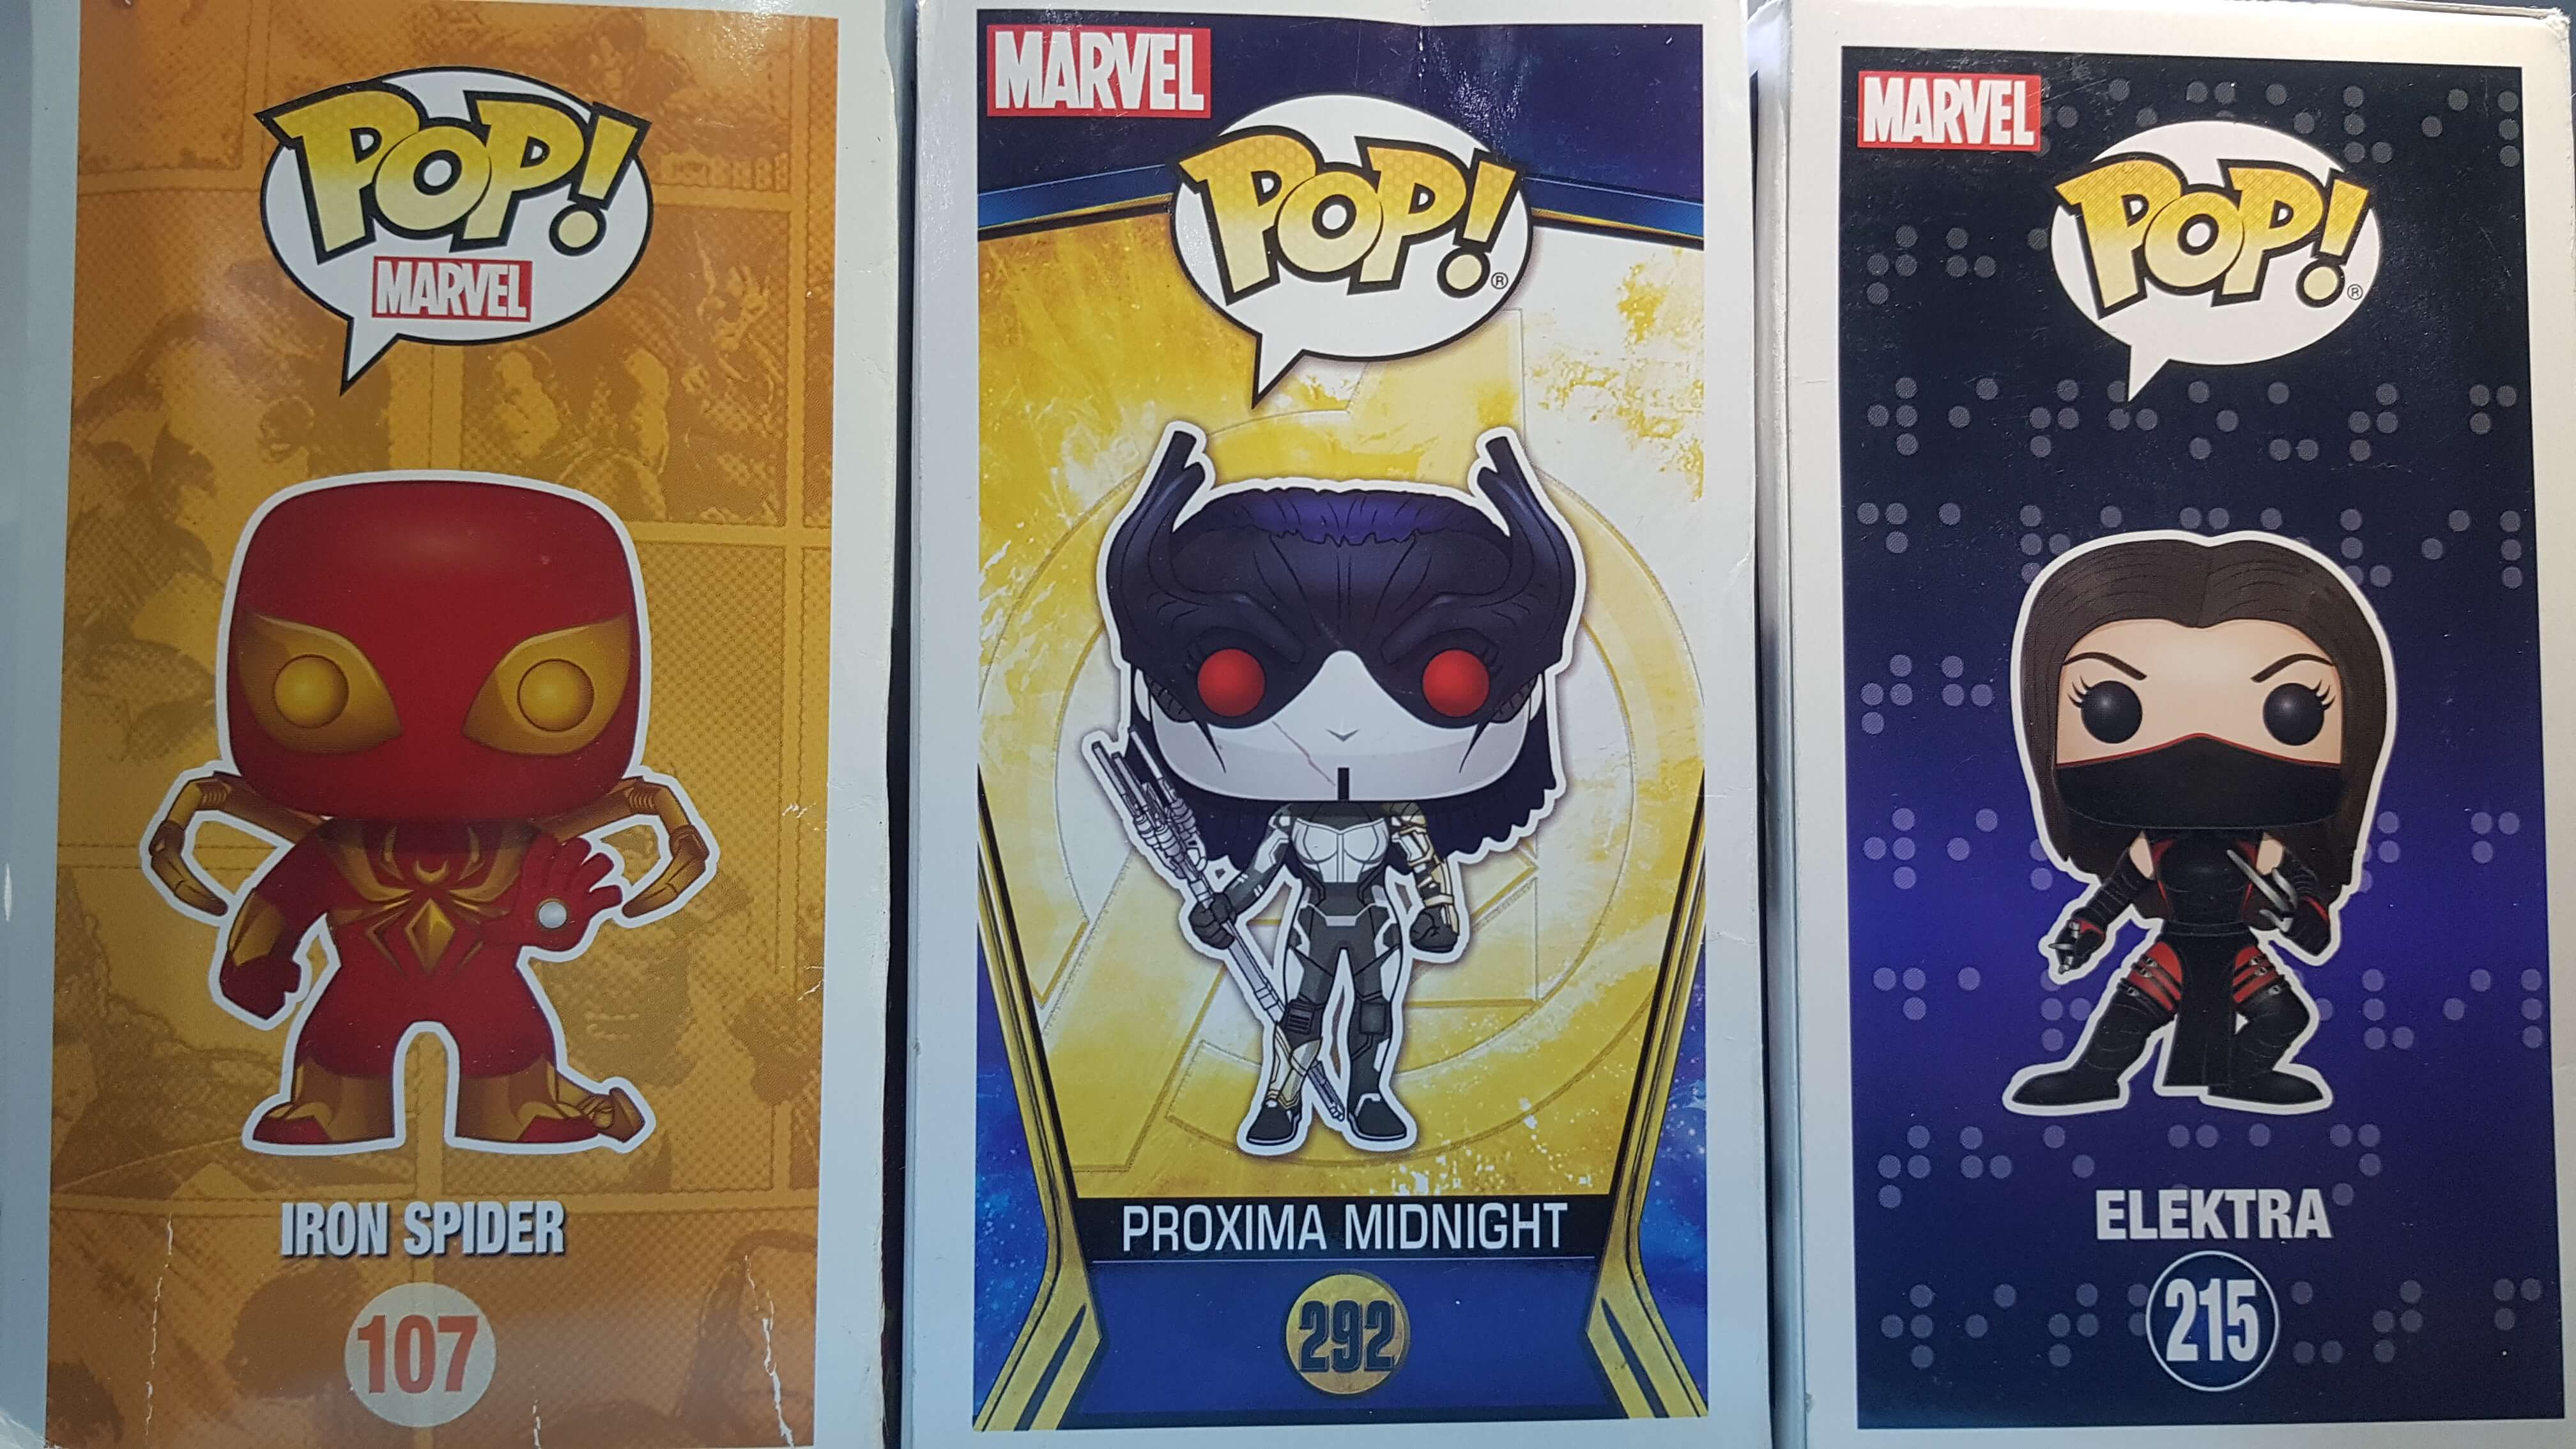 POP!
MARVEL
IRON SPIDER
107
MARVEL
POP!®
PROXIMA MIDNIGHT
292
MARVEL
POP!®
ELEKTRA
215